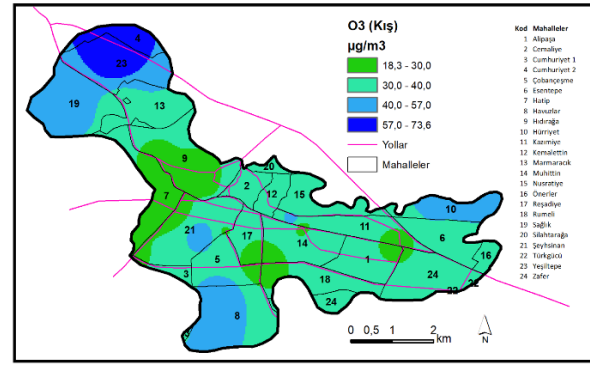 O3 (Kış)
µg/m3
18,3 - 30,0
30,0 - 40,0
40,0 - 57,0
57,0 - 73,6
Yollar
Mahalleler
Kod Mahalleler
1 Alipaşa
2 Cemaliye
3 Cumhuriyet 1
4 Cumhuriyet 2
5 Çobançeşme
6 Esentepe
7 Hatip
8 Havuzlar
9 Hıdırağa
10 Hürriyet
11 Kazımiye
12 Kemalettin
13 Marmaracık
14 Muhittin
15 Nusratiye
16 Önerler
17 Reşadiye
18 Rumeli
19 Sağlık
20 Silahtarağa
21 Şeyhsinan
22 Türkgücü
23 Yeşiltepe
24 Zafer
4
23
19
13
9
20
2
12
15
7
10
21
17
11
6
14
16
5
1
3
18
24
22
24
22
8
0 0,5 1 2
km
N